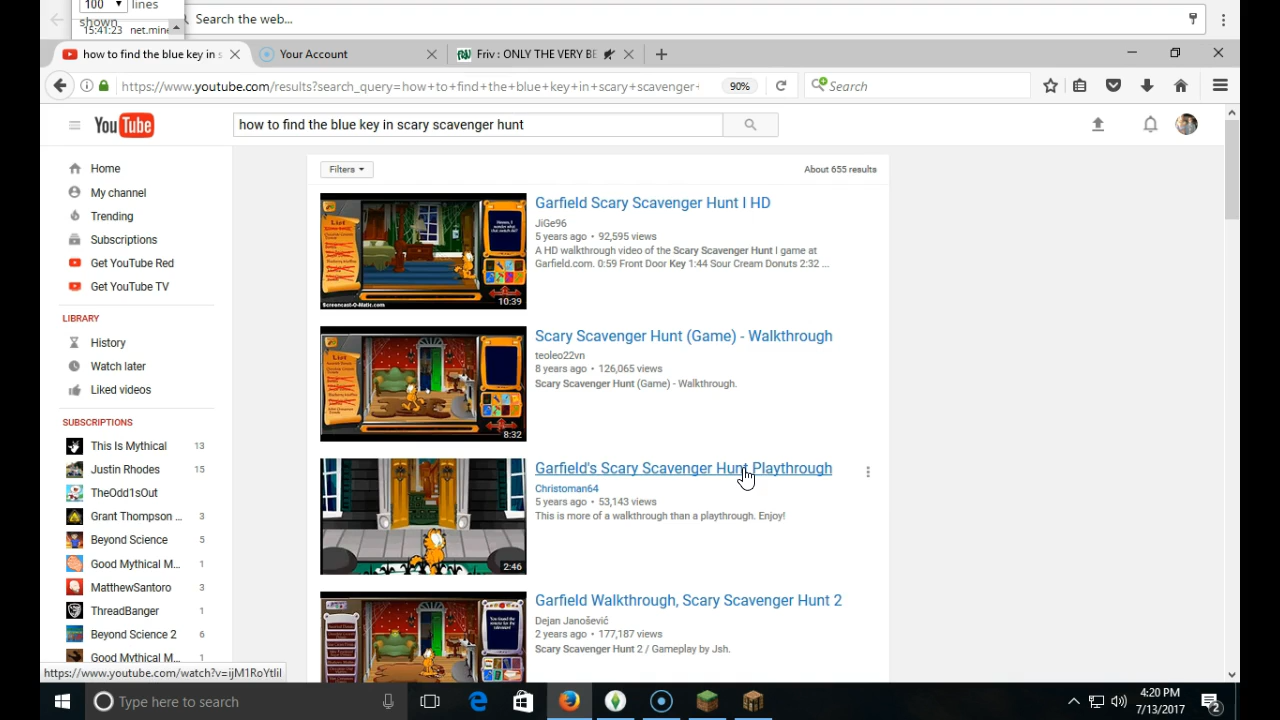 100 lines
shown
15:41:23 net.mine
Search the web...
how to find the blue key in s
Your Account
Friv : ONLY THE VERY BE
https://www.youtube.com/results?search_query=how+to+find+the+blue+key+in+scary+scavenger+
90%
Search
YouTube
how to find the blue key in scary scavenger hunt
Home
My channel
Trending
Subscriptions
Get YouTube Red
Get YouTube TV
LIBRARY
History
Watch later
Liked videos
SUBSCRIPTIONS
This Is Mythical 13
Justin Rhodes 15
TheOdd1sOut
Grant Thompson ... 3
Beyond Science 5
Good Mythical M... 1
MatthewSantoro 3
ThreadBanger 1
Beyond Science 2 6
Good Mythical M... 1
Filters
About 655 results
List
10:39
Screencast-O-Matic.com
Garfield Scary Scavenger Hunt I HD
JiGe96
5 years ago • 92,595 views
A HD walkthrough video of the Scary Scavenger Hunt I game at
Garfield.com. 0:59 Front Door Key 1:44 Sour Cream Donuts 2:32 ...
List
8:32
Scary Scavenger Hunt (Game) - Walkthrough
teoleo22vn
8 years ago • 126,065 views
Scary Scavenger Hunt (Game) - Walkthrough.
2:46
Garfield's Scary Scavenger Hunt Playthrough
Christoman64
5 years ago • 53,143 views
This is more of a walkthrough than a playthrough. Enjoy!
Garfield Walkthrough, Scary Scavenger Hunt 2
Dejan Janošević
2 years ago • 177,187 views
Scary Scavenger Hunt 2 / Gameplay by Jsh.
https://www.youtube.com/watch?v=ijM1RoYtIiI
Type here to search
4:20 PM
7/13/2017
2